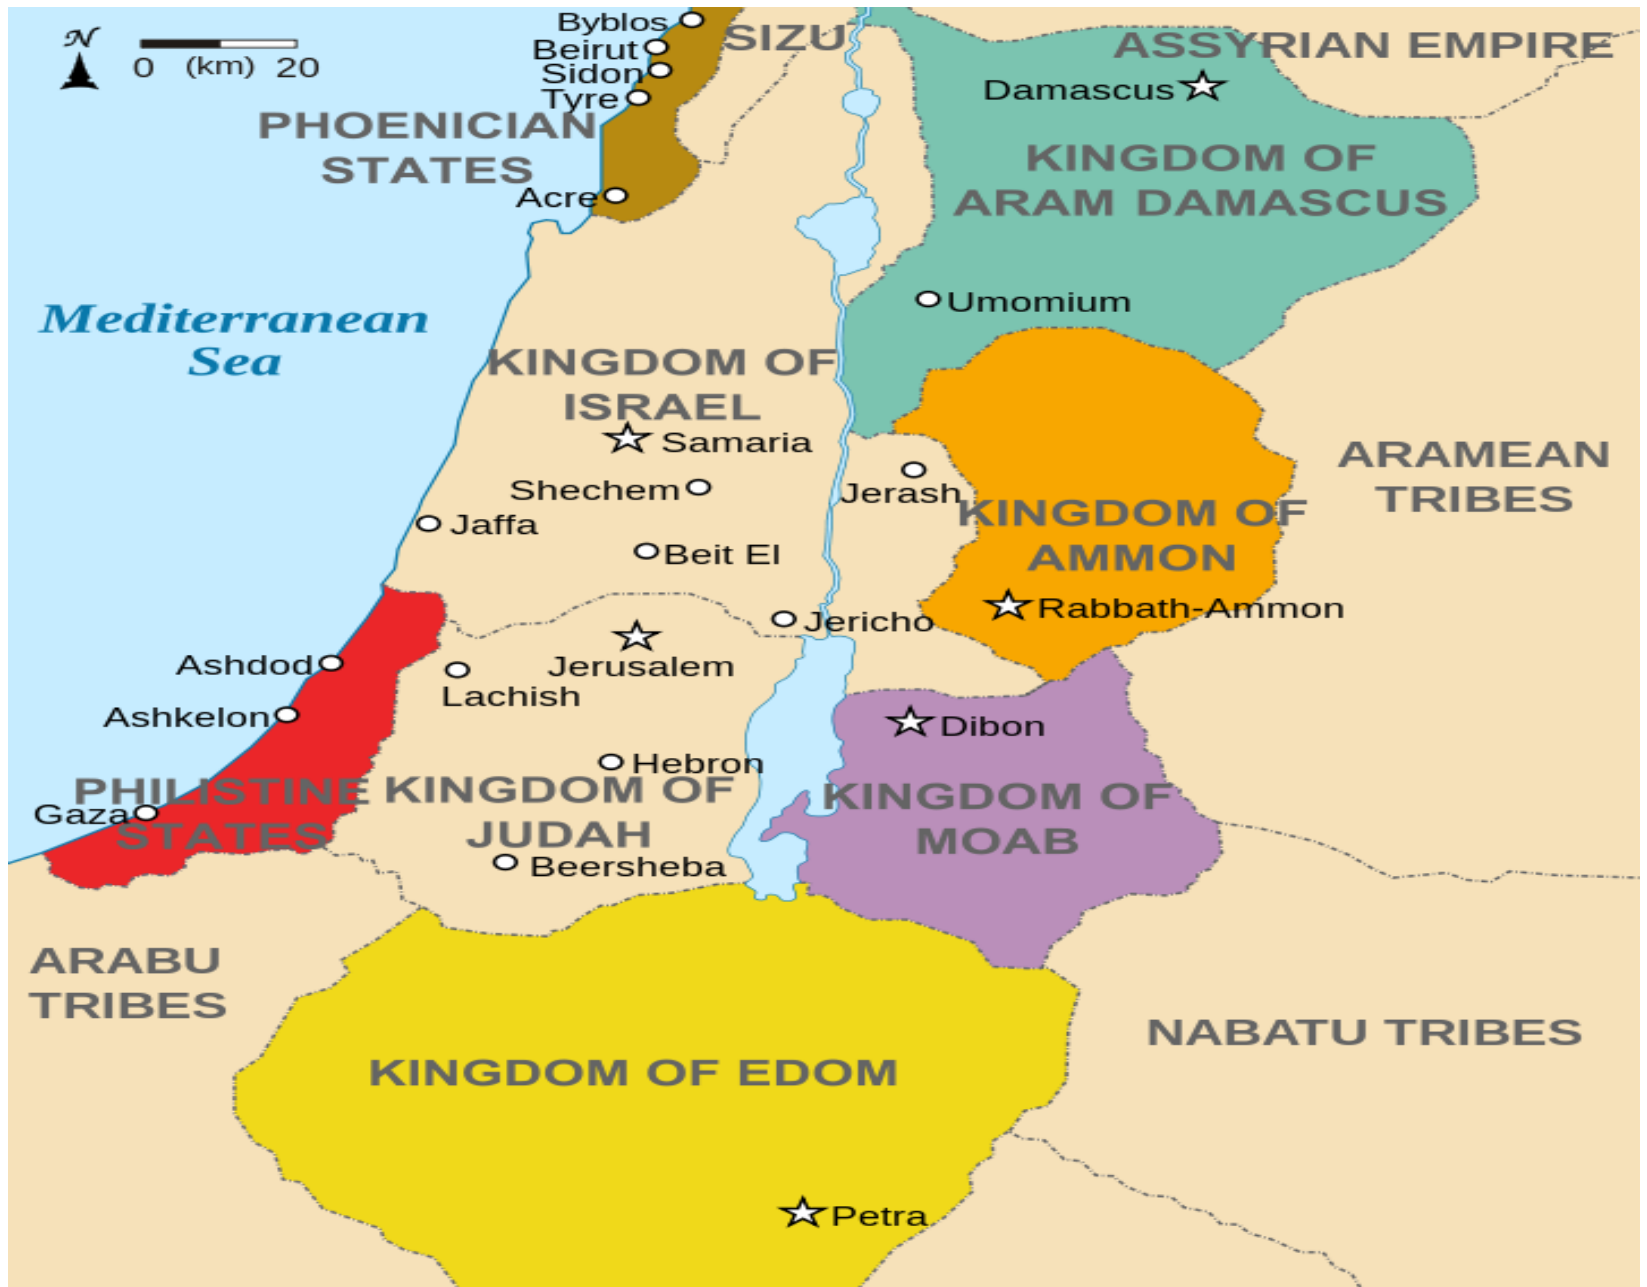 N
0 (km) 20
Byblos
Beirut
Sidon
Tyre
SIZU
ASSYRIAN EMPIRE
Damascus
PHOENICIAN
STATES
Acre
KINGDOM OF
ARAM DAMASCUS
Umomium
Mediterranean
Sea
KINGDOM OF
ISRAEL
Samaria
Shechem
Jaffa
Beit El
Jerash
Jericho
ARAMEAN
TRIBES
KINGDOM OF
AMMON
Rabbath-Ammon
Ashdod
Ashkelon
Gaza
PHILISTINE
STATES
Jerusalem
Lachish
Hebron
KINGDOM OF
JUDAH
Beersheba
Dibon
KINGDOM OF
MOAB
ARABU
TRIBES
NABATU TRIBES
KINGDOM OF EDOM
Petra